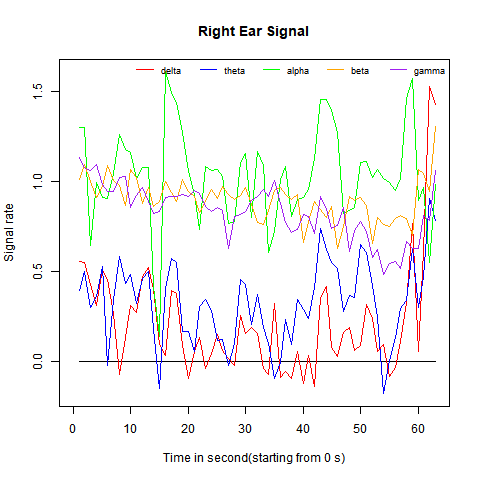 Right Ear Signal
delta theta alpha beta gamma
Signal rate
0.0 0.5 1.0 1.5
0 10 20 30 40 50 60
Time in second(starting from 0 s)